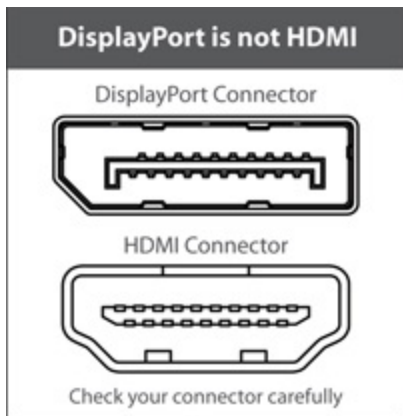 DisplayPort is not HDMI
DisplayPort Connector
HDMI Connector
Check your connector carefully